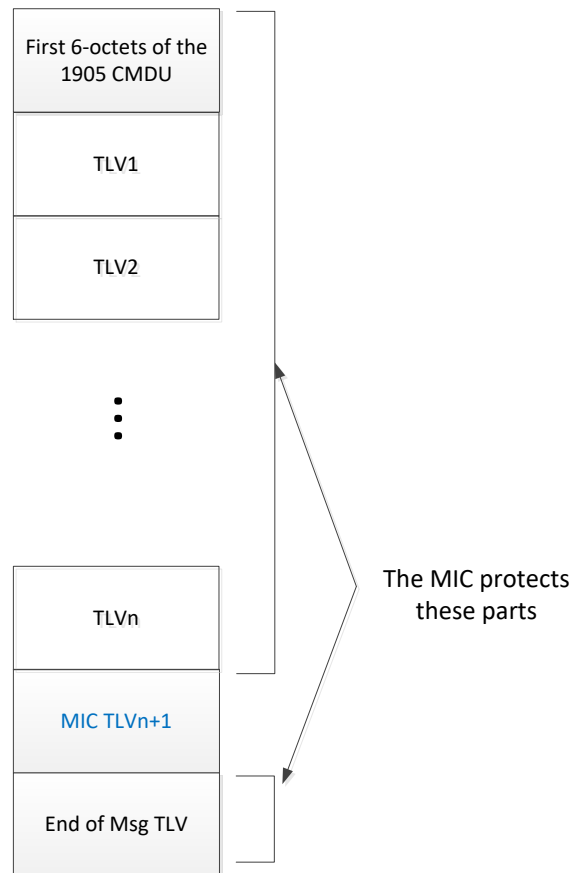 First 6-octets of the
1905 CMDU
TLV1
TLV2
TLVn
The MIC protects
these parts
MIC TLVn+1
End of Msg TLV